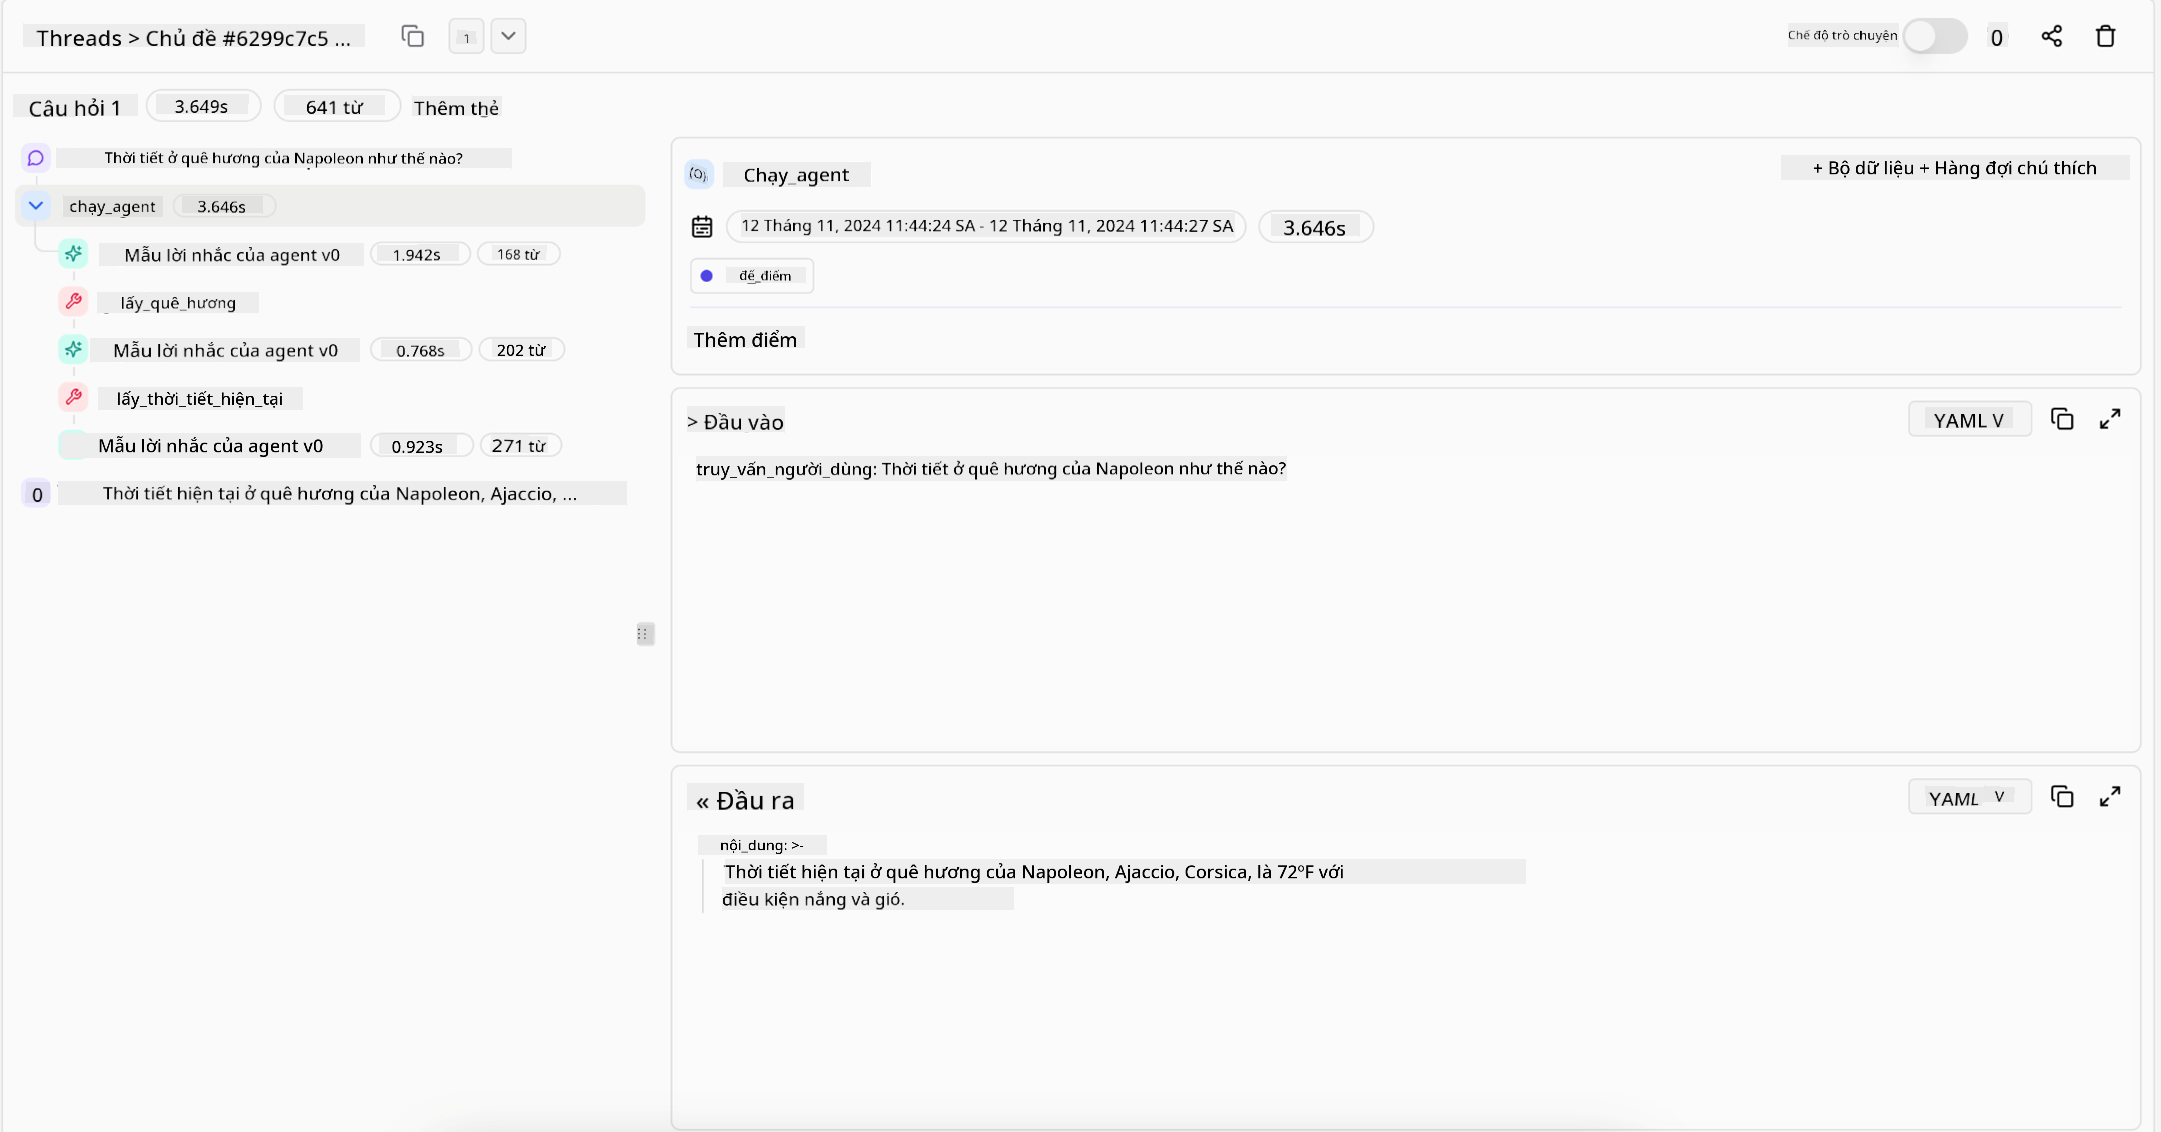 Threads > Chủ đề #6299c7c5 ...
1
Chế độ trò chuyện
0
Câu hỏi 1
3.649s
641 từ
Thêm thẻ
Thời tiết ở quê hương của Napoleon như thế nào?
chạy_agent
3.646s
Mẫu lời nhắc của agent v0
1.942s
168 từ
lấy_quê_hương
Mẫu lời nhắc của agent v0
0.768s
202 từ
lấy_thời_tiết_hiện_tại
Mẫu lời nhắc của agent v0
0.923s
271 từ
0
Thời tiết hiện tại ở quê hương của Napoleon, Ajaccio, ...
Chạy_agent
+ Bộ dữ liệu + Hàng đợi chú thích
12 Tháng 11, 2024 11:44:24 SA - 12 Tháng 11, 2024 11:44:27 SA
3.646s
để_điểm
Thêm điểm
> Đầu vào
YAML V
truy_vấn_người_dùng: Thời tiết ở quê hương của Napoleon như thế nào?
« Đầu ra
YAML V
nội_dung: >-
Thời tiết hiện tại ở quê hương của Napoleon, Ajaccio, Corsica, là 72ºF với
điều kiện nắng và gió.